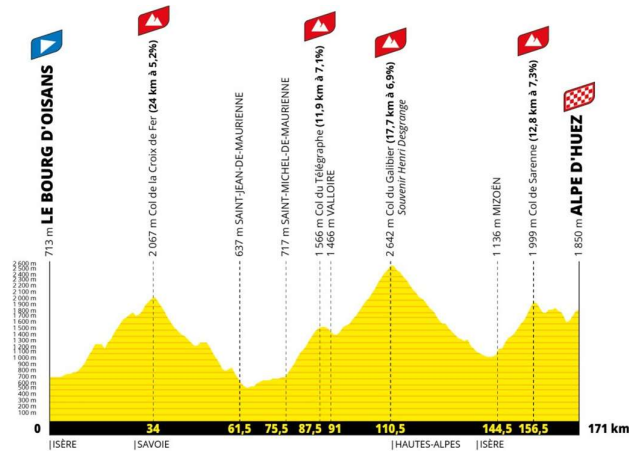 713 m LE BOURG D'OISANS
2 067 m Col de la Croix de Fer (24 km à 5,2%)
637 m SAINT-JEAN-DE-MAURIENNE
717 m SAINT-MICHEL-DE-MAURIENNE
1 566 m Col du Télégraphe (11,9 km à 7,1%)
1 466 m VALLOIRE
2 642 m Col du Galibier (17,7 km à 6,9%)
Souvenir Henri Desgrange
1 136 m MIZOËN
1 999 m Col de Sarenne (12,8 km à 7,3%)
1 850 m ALPE D'HUEZ
2 600 m
2 500 m
2 400 m
2 300 m
2 200 m
2 100 m
2 000 m
1 900 m
1 800 m
1 700 m
1 600 m
1 500 m
1 400 m
1 300 m
1 200 m
1 100 m
1 000 m
900 m
800 m
700 m
600 m
500 m
400 m
300 m
200 m
100 m
0 34 61,5 75,5 87,5 91 110,5 144,5 156,5 171 km
|ISÈRE |SAVOIE |HAUTES-ALPES |ISÈRE